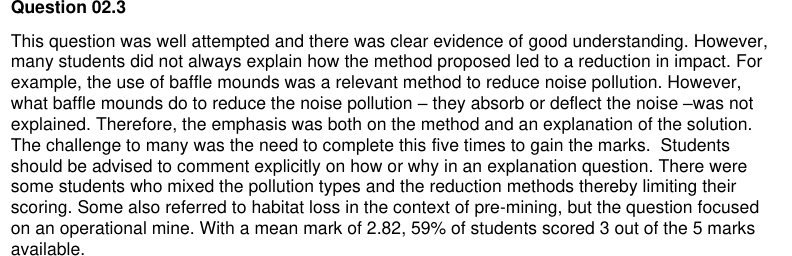 Question 02.3
This question was well attempted and there was clear evidence of good understanding. However,
many students did not always explain how the method proposed led to a reduction in impact. For
example, the use of baffle mounds was a relevant method to reduce noise pollution. However,
what baffle mounds do to reduce the noise pollution – they absorb or deflect the noise –was not
explained. Therefore, the emphasis was both on the method and an explanation of the solution.
The challenge to many was the need to complete this five times to gain the marks.  Students
should be advised to comment explicitly on how or why in an explanation question. There were
some students who mixed the pollution types and the reduction methods thereby limiting their
scoring. Some also referred to habitat loss in the context of pre-mining, but the question focused
on an operational mine. With a mean mark of 2.82, 59% of students scored 3 out of the 5 marks
available.